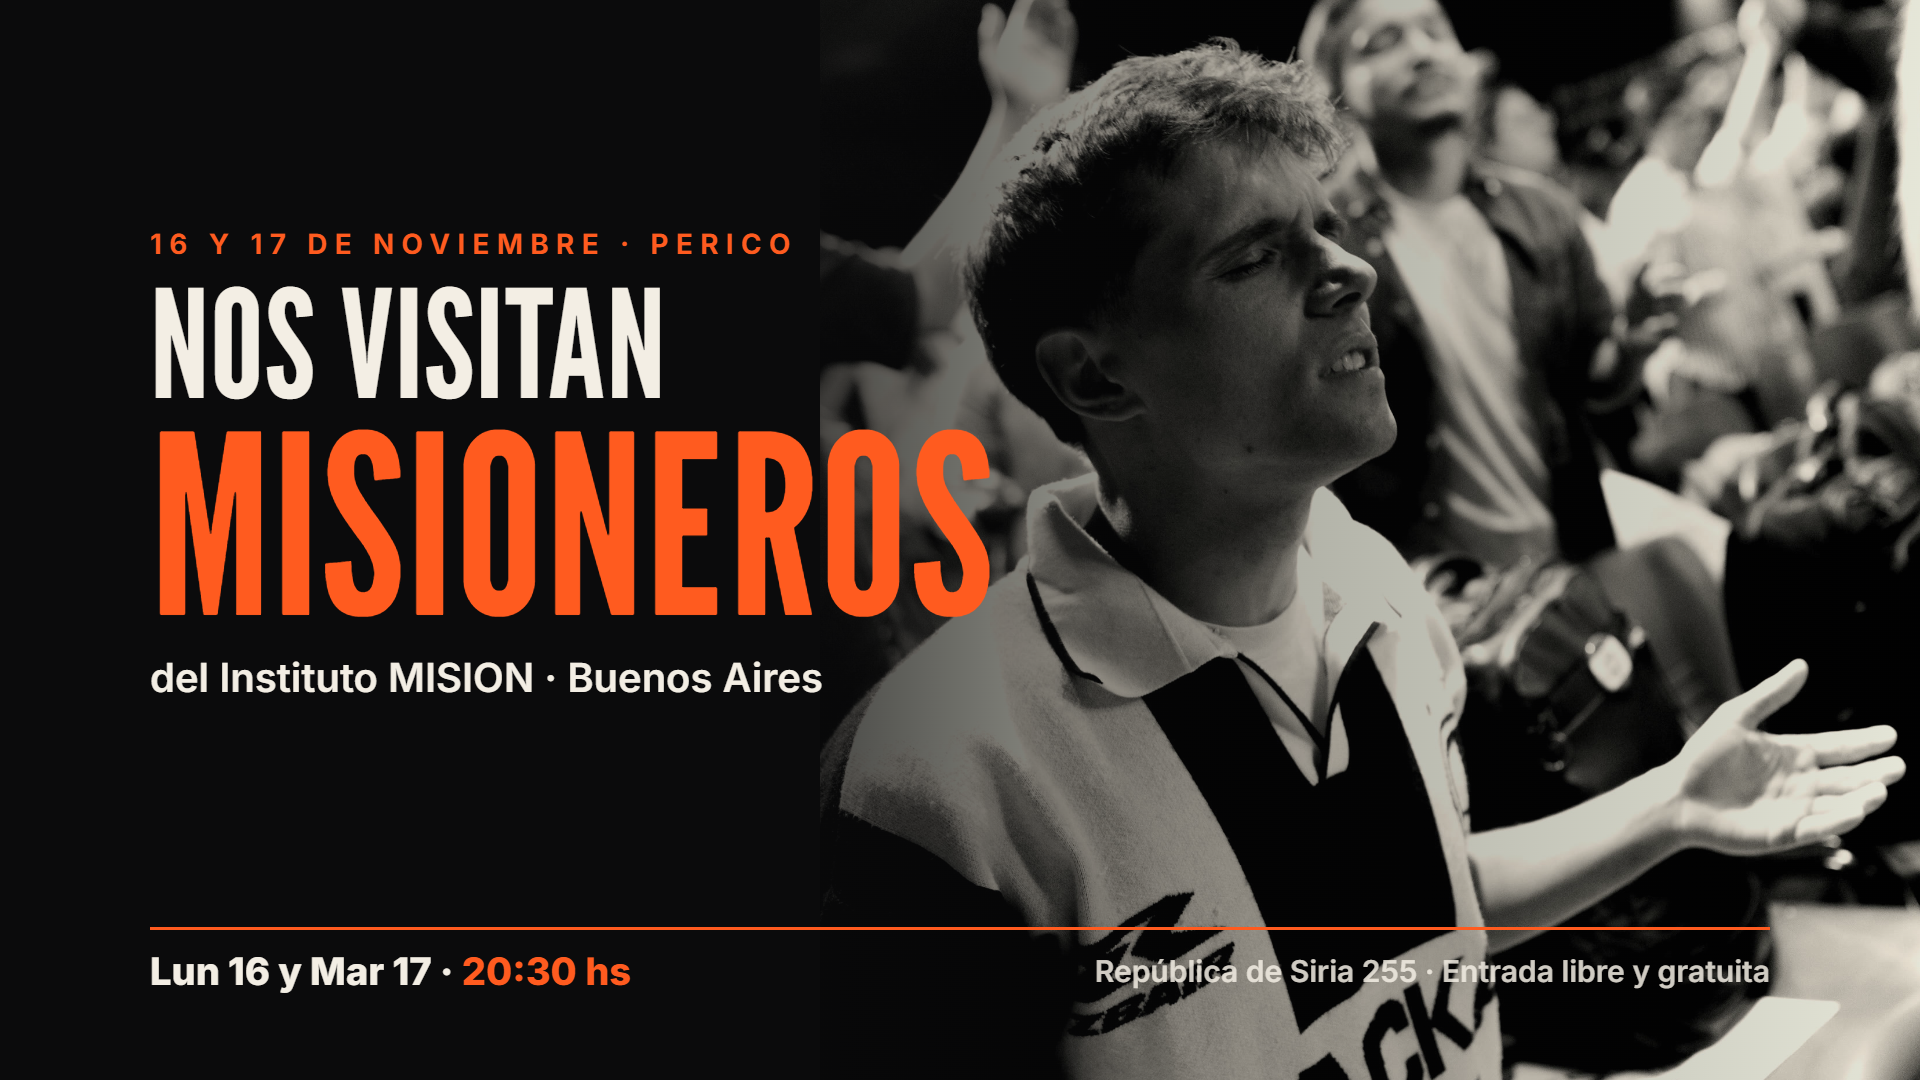 16 Y 17 DE NOVIEMBRE · PERICO
NOS VISITAN
MISIONEROS
del Instituto MISION · Buenos Aires
Lun 16 y Mar 17 · 20:30 hs
República de Siria 255 · Entrada libre y gratuita